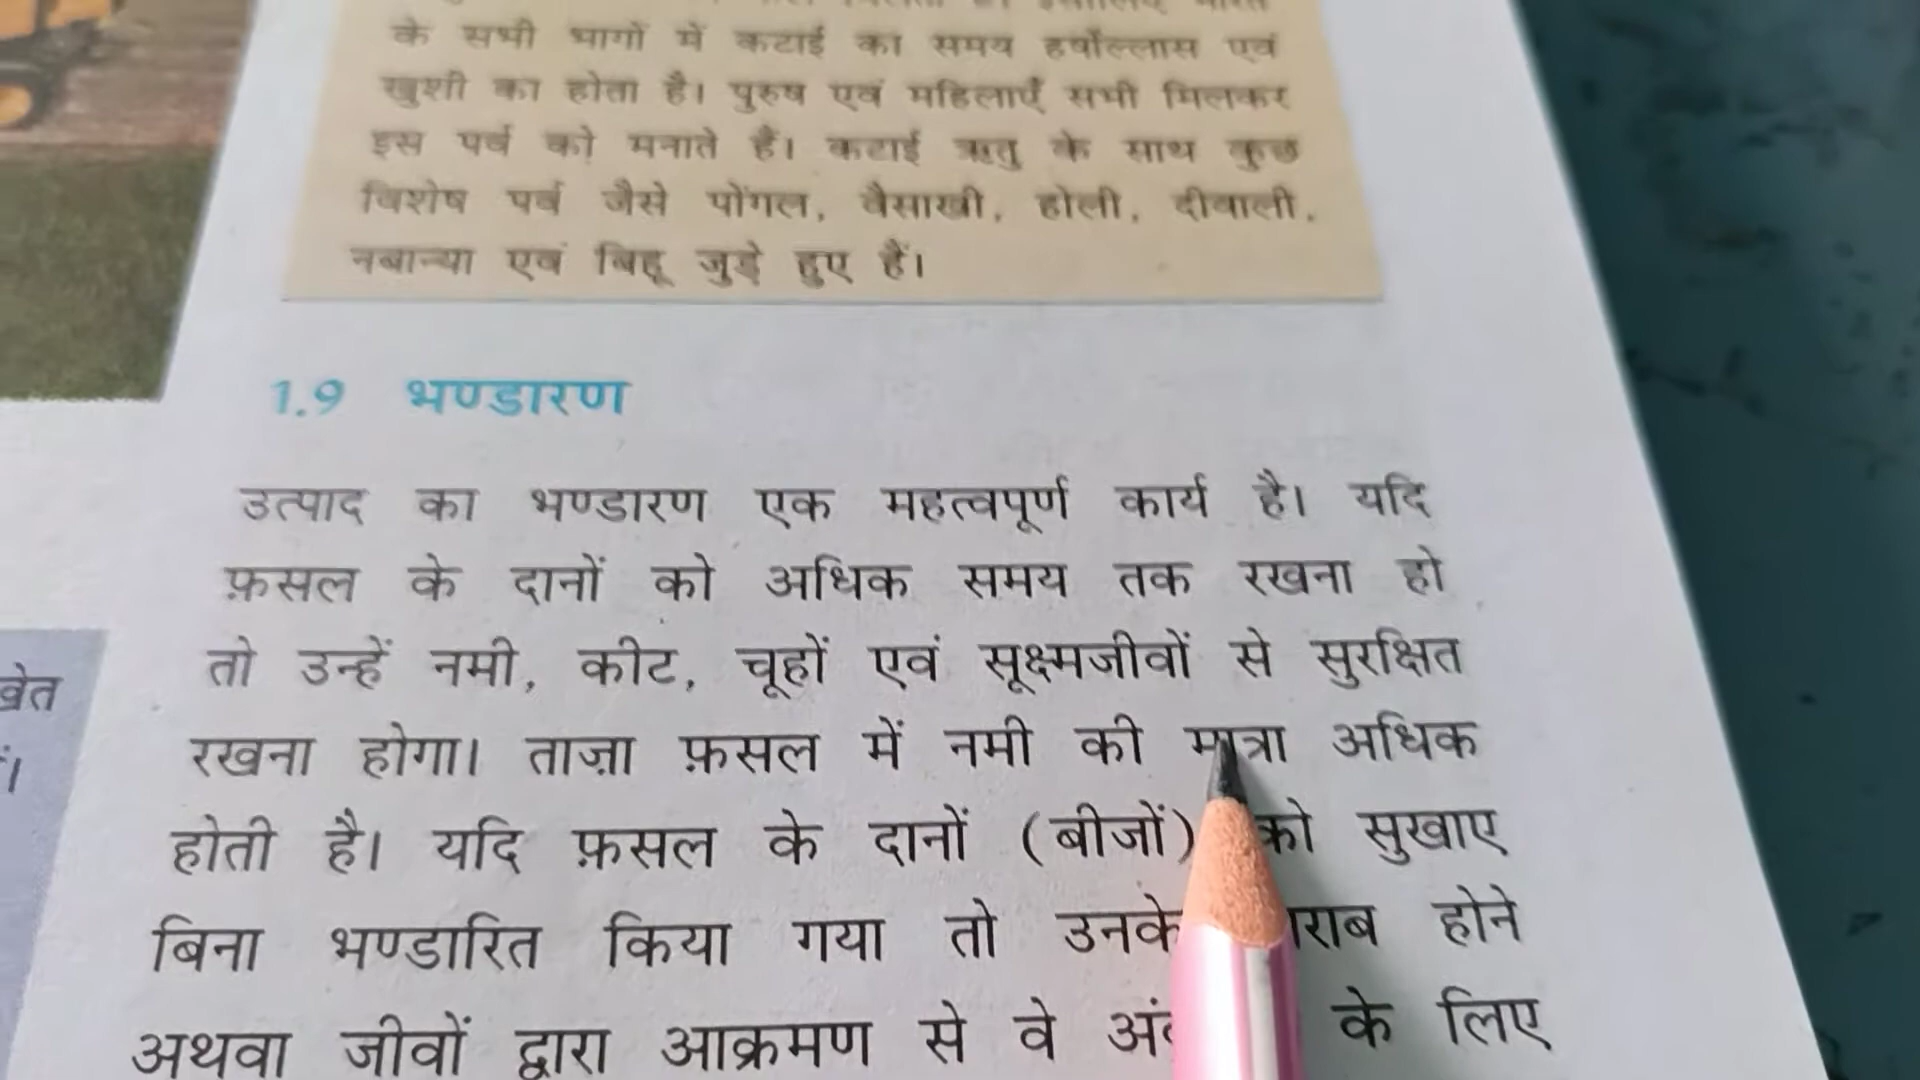 के सभी भागों में कटाई का समय हर्षोल्लास एवं
खुशी का होता है। पुरुष एवं महिलाएँ सभी मिलकर
इस पर्व को मनाते हैं। कटाई ऋतु के साथ कुछ
विशेष पर्व जैसे पोंगल, वैसाखी, होली, दीवाली,
नबान्या एवं बिहू जुड़े हुए हैं।
1.9 भण्डारण
उत्पाद का भण्डारण एक महत्वपूर्ण कार्य है। यदि
फ़सल के दानों को अधिक समय तक रखना हो
तो उन्हें नमी, कीट, चूहों एवं सूक्ष्मजीवों से सुरक्षित
रखना होगा। ताज़ा फ़सल में नमी की मात्रा अधिक
होती है। यदि फ़सल के दानों (बीजों) को सुखाए
बिना भण्डारित किया गया तो उनके होने
अथवा जीवों द्वारा आक्रमण से वे के लिए